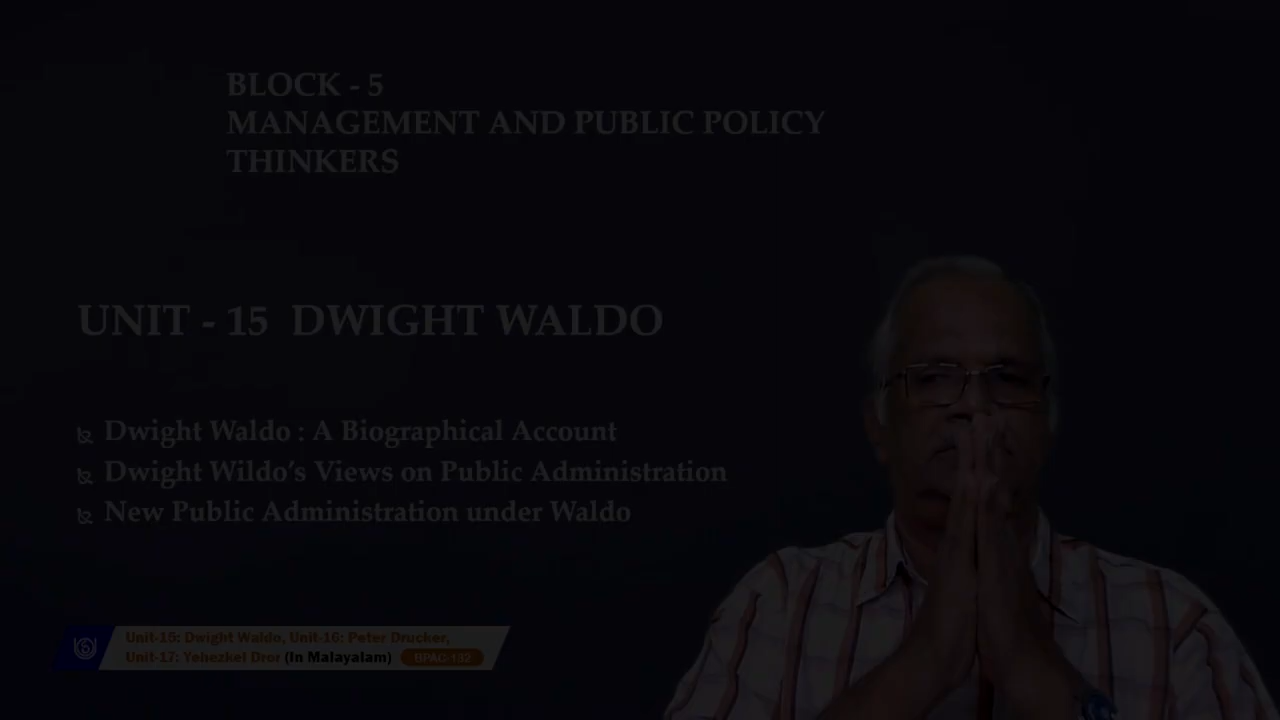 BLOCK - 5
MANAGEMENT AND PUBLIC POLICY
THINKERS
UNIT - 15 DWIGHT WALDO
Dwight Waldo : A Biographical Account
Dwight Wildo's Views on Public Administration
New Public Administration under Waldo
Unit-15: Dwight Waldo, Unit-16: Peter Drucker,
Unit-17: Yehezkel Dror (In Malayalam) BPAC-132